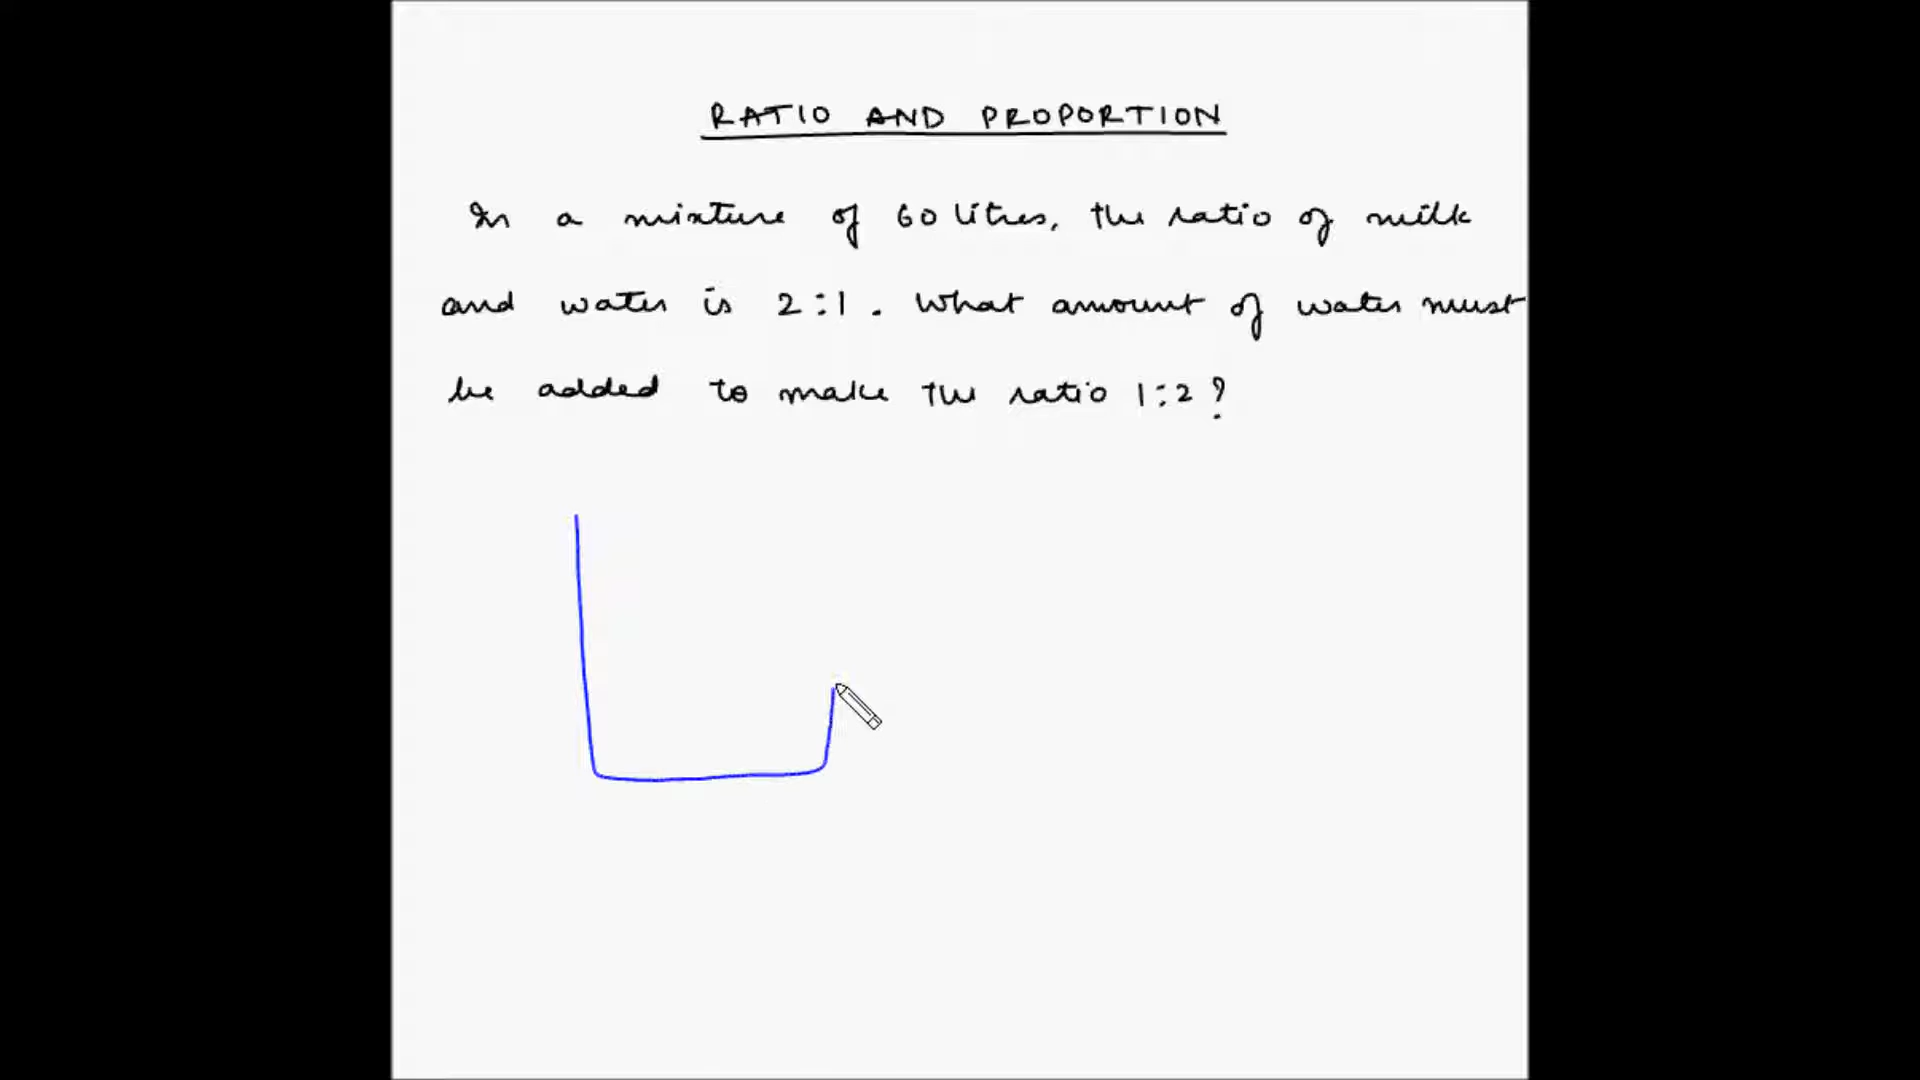 RATIO AND PROPORTION
In a mixture of 60 litres, the ratio of milk
and water is 2:1. What amount of water must
be added to make the ratio 1:2?